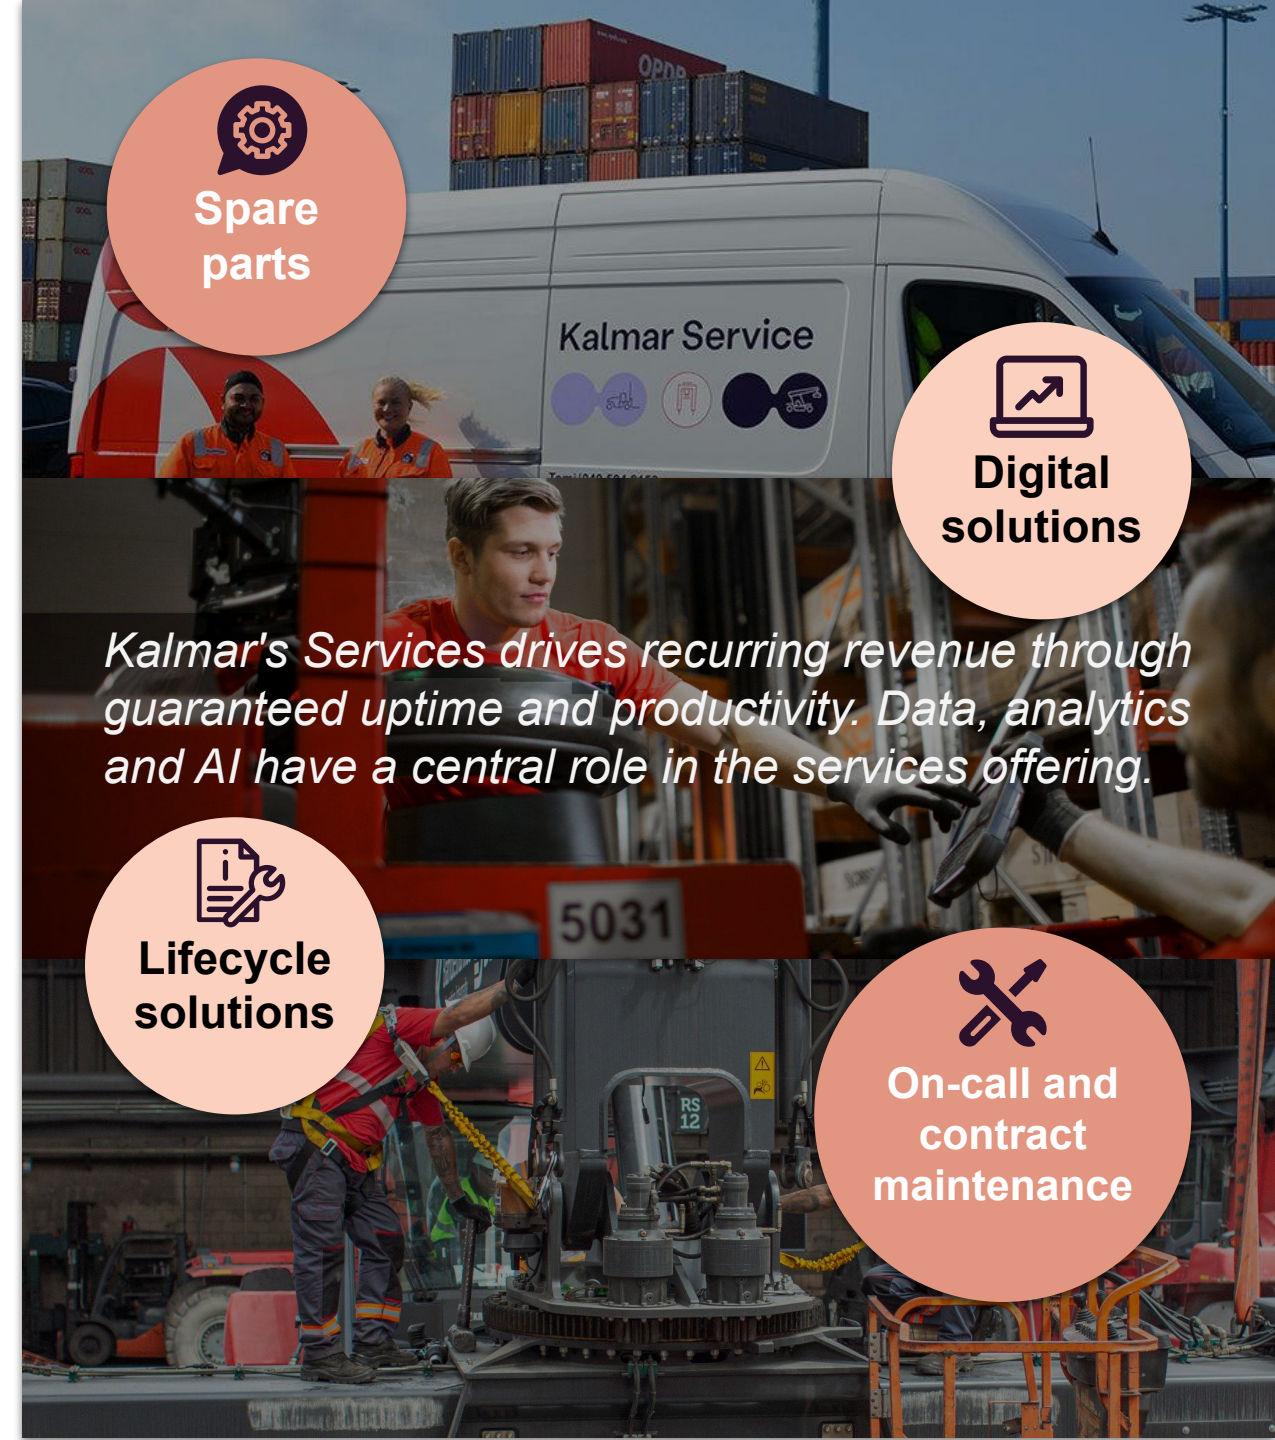 OPDR
Spare
parts
Kalmar Service
Digital
solutions
Kalmar's Services drives recurring revenue through
guaranteed uptime and productivity. Data, analytics
and AI have a central role in the services offering.
5031
Lifecycle
solutions
RS
12
On-call and
contract
maintenance